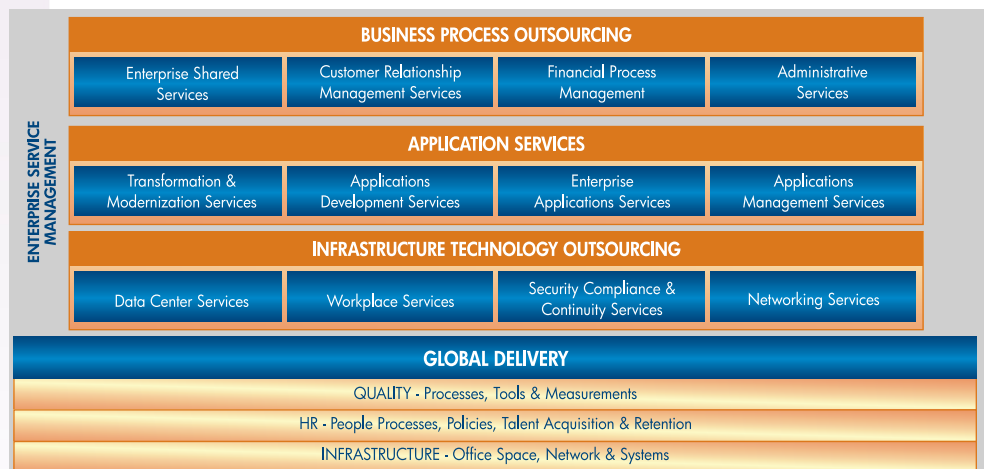 BUSINESS PROCESS OUTSOURCING
Enterprise Shared
Services
Customer Relationship
Management Services
Financial Process
Management
Administrative
Services
ENTERPRISE SERVICE
MANAGEMENT
APPLICATION SERVICES
Transformation &
Modernization Services
Applications
Development Services
Enterprise
Applications Services
Applications
Management Services
INFRASTRUCTURE TECHNOLOGY OUTSOURCING
Data Center Services
Workplace Services
Security Compliance &
Continuity Services
Networking Services
GLOBAL DELIVERY
QUALITY - Processes, Tools & Measurements
HR - People Processes, Policies, Talent Acquisition & Retention
INFRASTRUCTURE - Office Space, Network & Systems